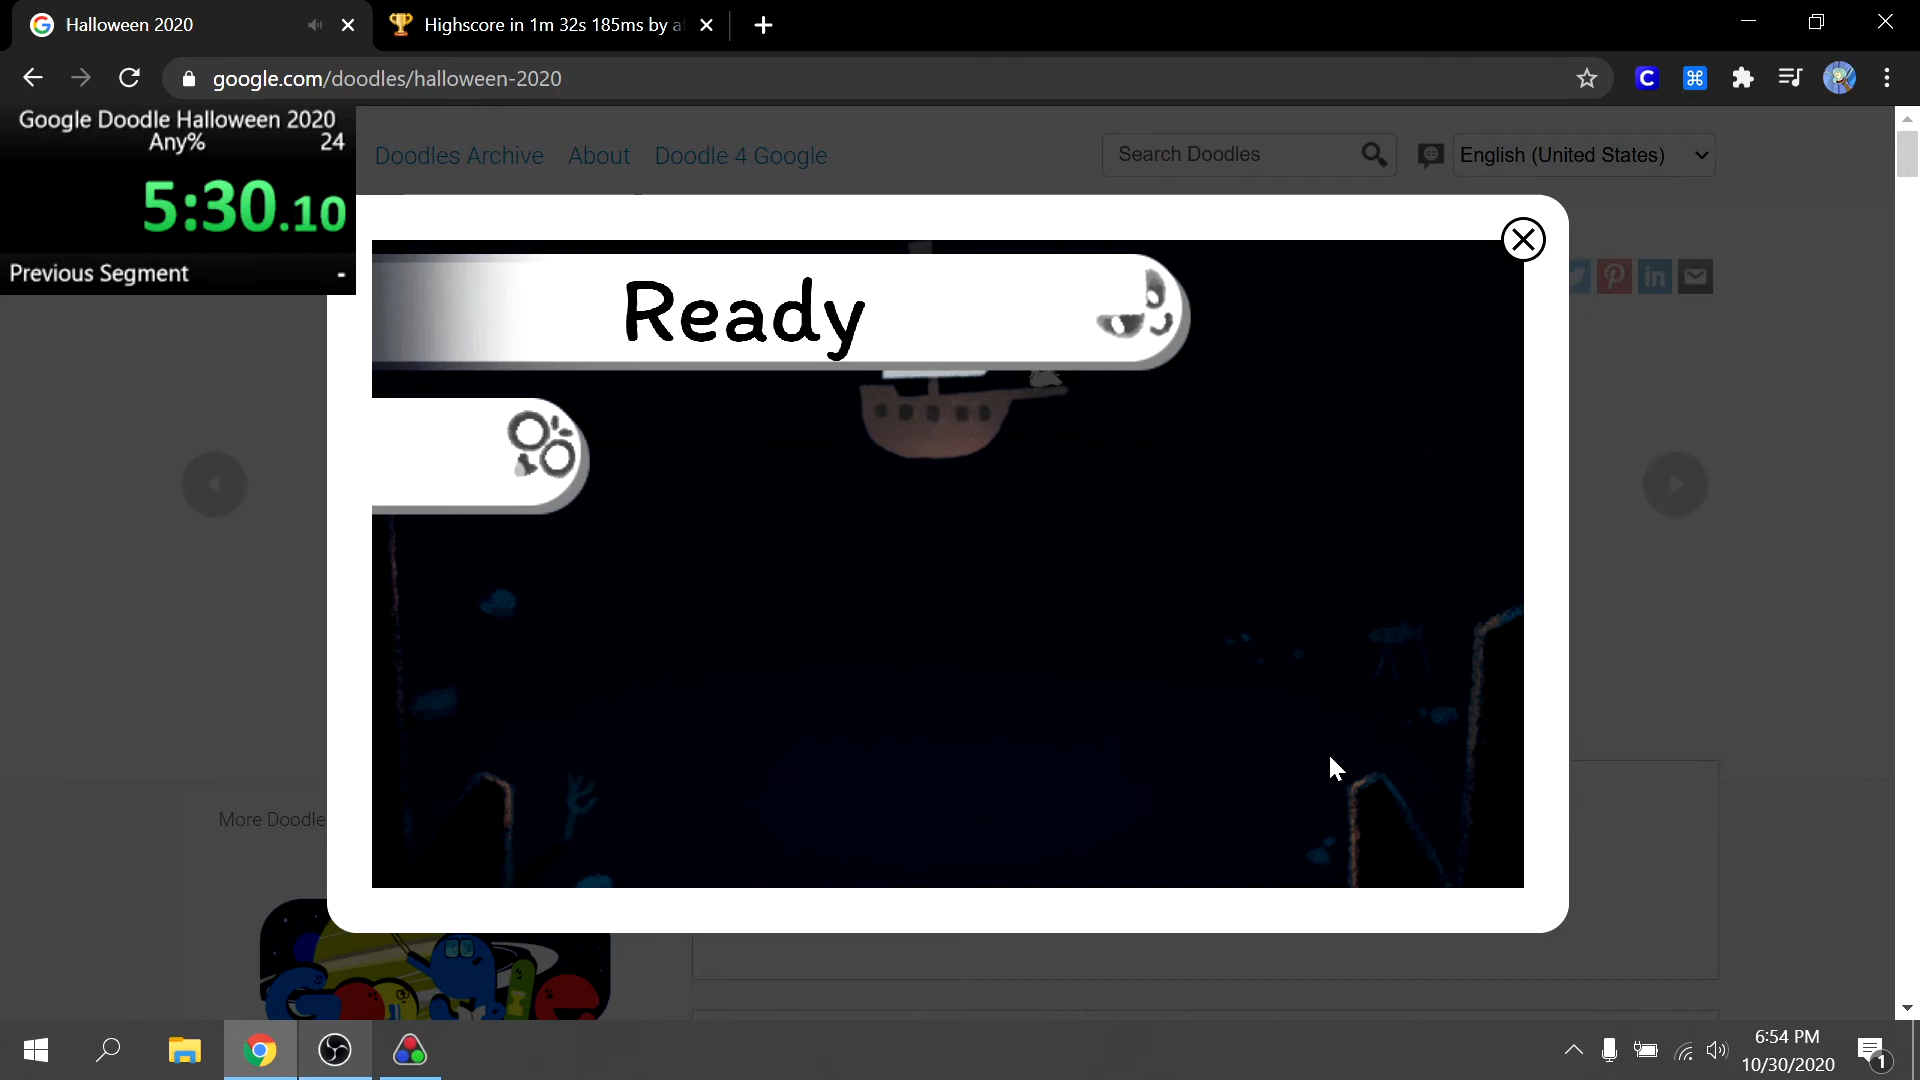 Halloween 2020
Highscore in 1m 32s 185ms by a
google.com/doodles/halloween-2020
Google Doodle Halloween 2020
Any% 24
5:30.10
Previous Segment -
Doodles Archive About Doodle 4 Google
Search Doodles
English (United States)
Ready
More Doodle
6:54 PM
10/30/2020
1